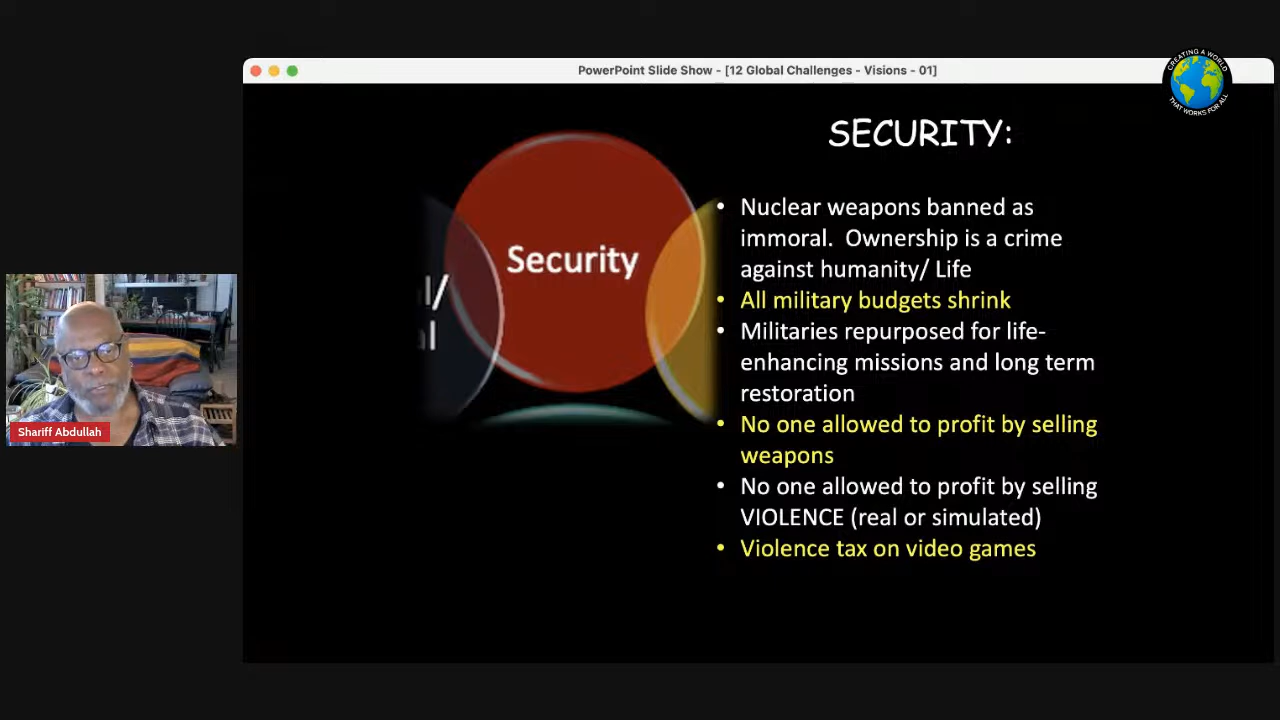 PowerPoint Slide Show - [12 Global Challenges - Visions - 01]
CREATING A WORLD
THAT WORKS FOR ALL
SECURITY:
Security
l/
al
• Nuclear weapons banned as
immoral.  Ownership is a crime
against humanity/ Life
• All military budgets shrink
• Militaries repurposed for life-
enhancing missions and long term
restoration
• No one allowed to profit by selling
weapons
• No one allowed to profit by selling
VIOLENCE (real or simulated)
• Violence tax on video games
Shariff Abdullah